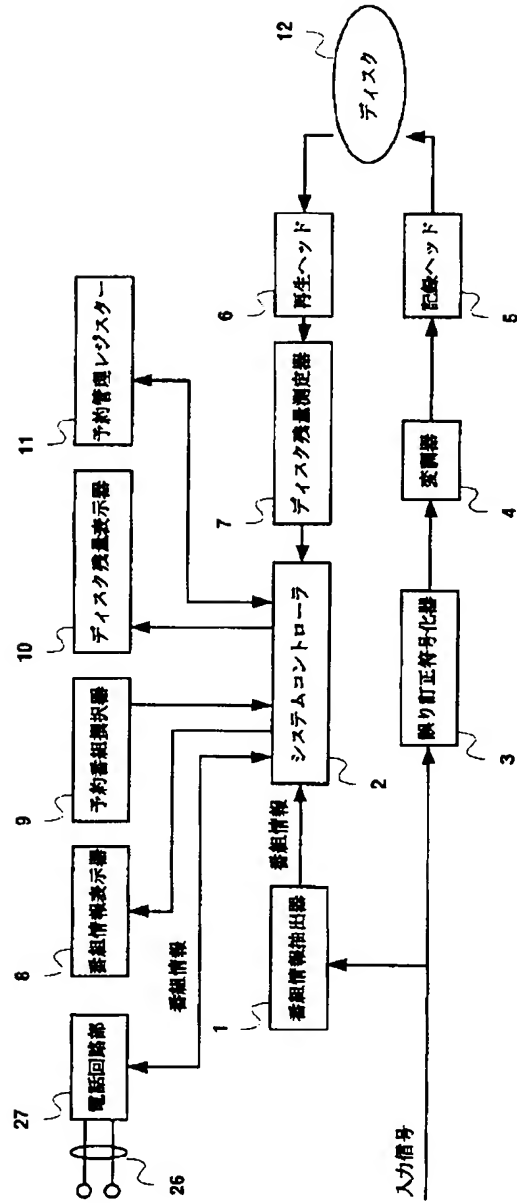 電話回路部
27
26
番組情報表示器
8
予約番組選択器
9
ディスク残量表示器
10
予約管理レジスター
11
番組情報
番組情報抽出器
1
番組情報
システムコントローラ
2
ディスク残量測定器
7
再生ヘッド
6
ディスク
12
入力信号
誤り訂正符号化器
3
変調器
4
記録ヘッド
5